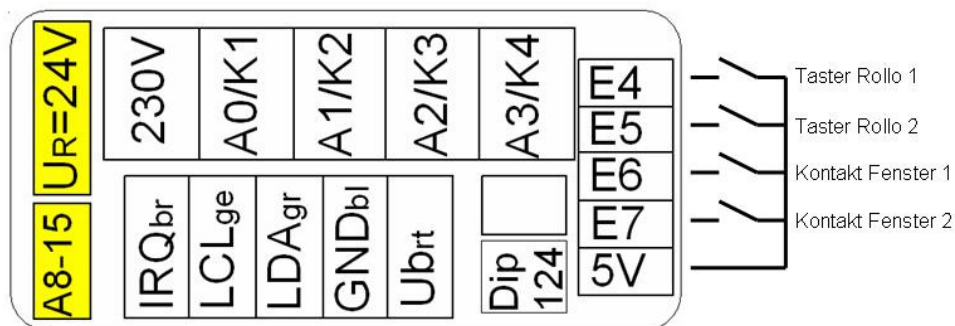 UR=24V
A8-15
230V
A0/K1
A1/K2
A2/K3
A3/K4
IRQbr
LCLge
LDAgr
GNDbl
Ubrt
Dip
124
E4
E5
E6
E7
5V
Taster Rollo 1
Taster Rollo 2
Kontakt Fenster 1
Kontakt Fenster 2